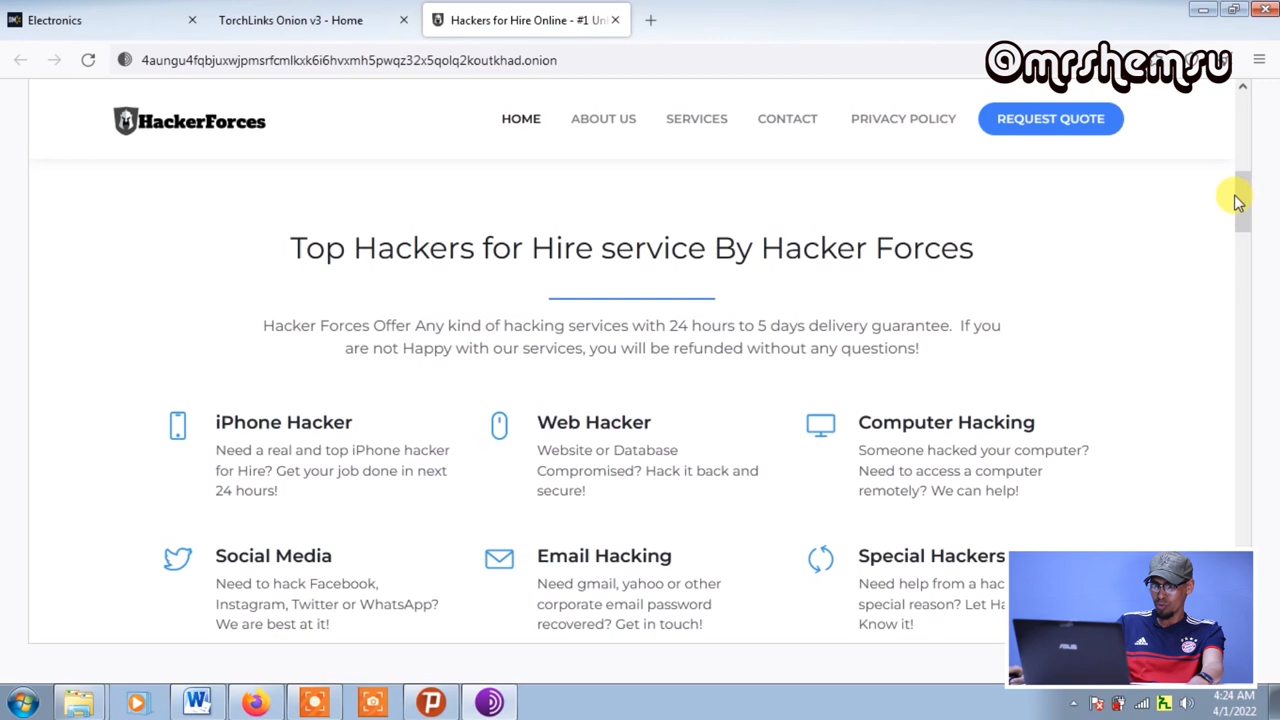 Electronics
TorchLinks Onion v3 - Home
Hackers for Hire Online - #1 Un
4aungu4fqbjuxwjpmsrfcmlkxk6i6hvxmh5pwqz32x5qolq2koutkhad.onion
@mrshemsu
HackerForces
HOME ABOUT US SERVICES CONTACT PRIVACY POLICY REQUEST QUOTE
Top Hackers for Hire service By Hacker Forces
Hacker Forces Offer Any kind of hacking services with 24 hours to 5 days delivery guarantee. If you
are not Happy with our services, you will be refunded without any questions!
iPhone Hacker
Need a real and top iPhone hacker
for Hire? Get your job done in next
24 hours!
Web Hacker
Website or Database
Compromised? Hack it back and
secure!
Computer Hacking
Someone hacked your computer?
Need to access a computer
remotely? We can help!
Social Media
Need to hack Facebook,
Instagram, Twitter or WhatsApp?
We are best at it!
Email Hacking
Need gmail, yahoo or other
corporate email password
recovered? Get in touch!
Special Hackers
Need help from a hac
special reason? Let Ha
Know it!
ASUS
4:24 AM
4/1/2022